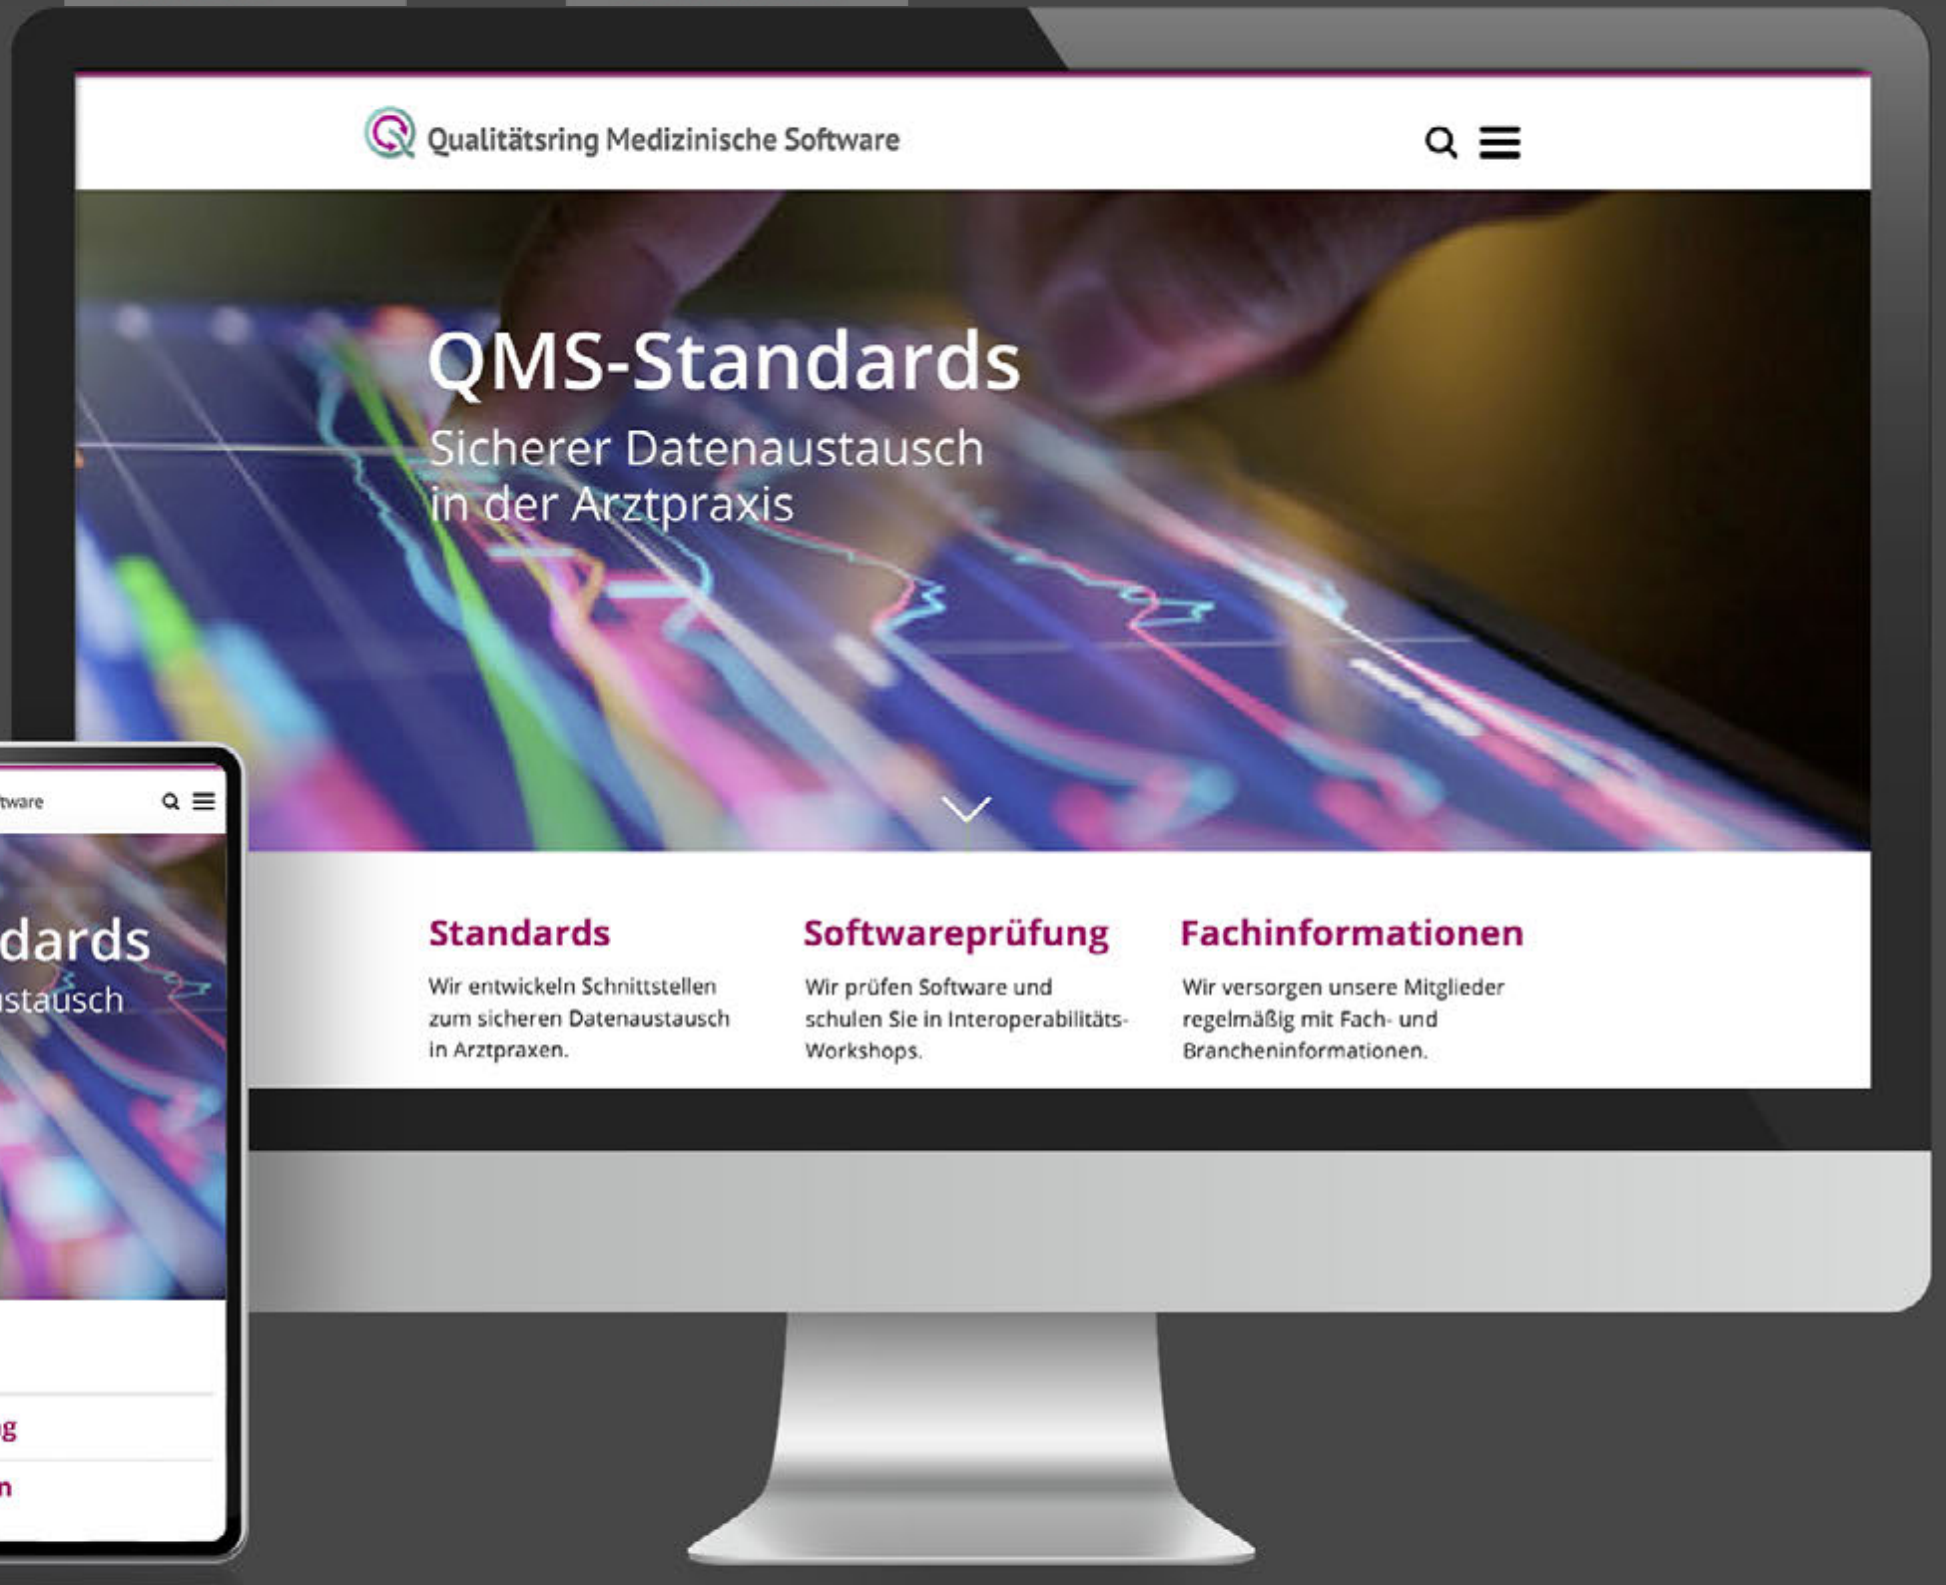 Qualitätsring Medizinische Software
QMS-Standards
Sicherer Datenaustausch
in der Arztpraxis
Standards
Wir entwickeln Schnittstellen
zum sicheren Datenaustausch
in Arztpraxen.
Softwareprüfung
Wir prüfen Software und
schulen Sie in Interoperabilitäts-
Workshops.
Fachinformationen
Wir versorgen unsere Mitglieder
regelmäßig mit Fach- und
Brancheninformationen.
tware
dards
ustausch
g
n